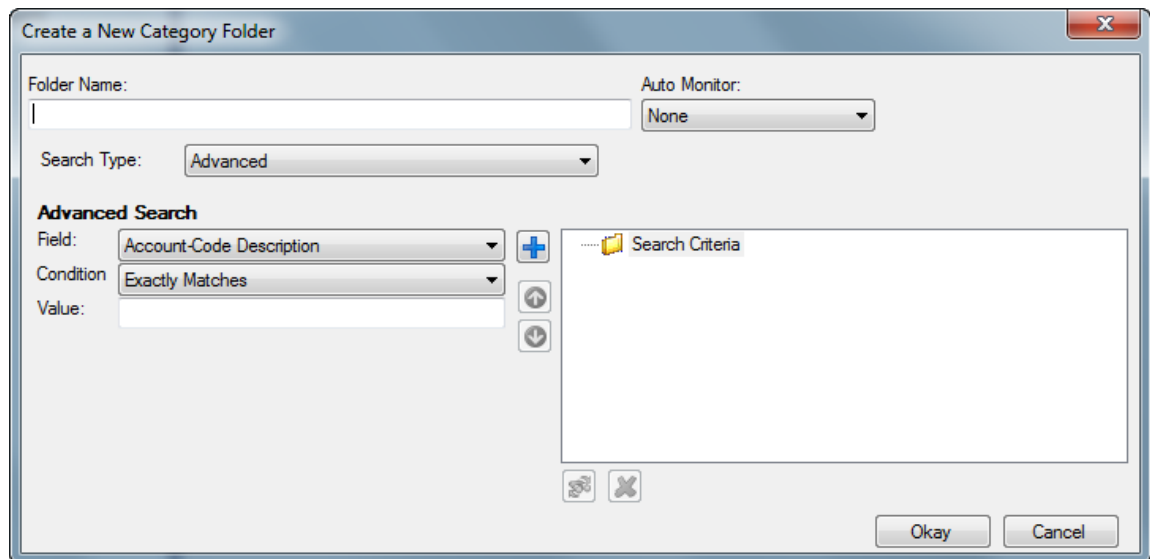 Create a New Category Folder
Folder Name:
Auto Monitor:
None
Search Type:
Advanced
Advanced Search
Field:
Account-Code Description
Search Criteria
Condition
Exactly Matches
Value:
Okay
Cancel